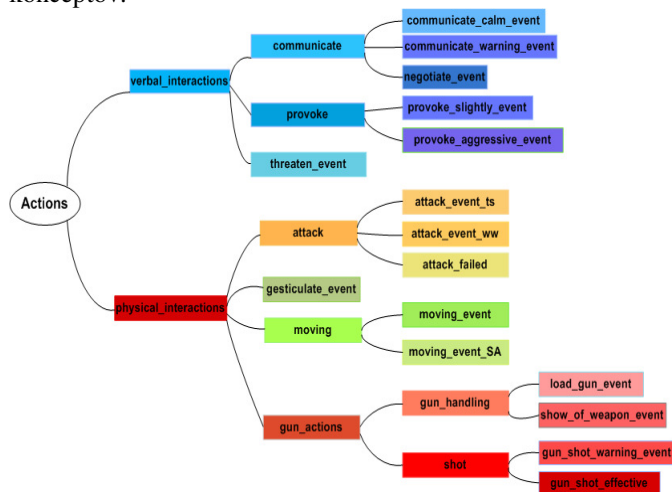 konceptov.
communicate_calm_event
communicate
communicate_warning_event
verbal_interactions
negotiate_event
provoke
provoke_slightly_event
provoke_aggressive_event
threaten_event
Actions
attack
attack_event_ts
attack_event_ww
attack_failed
gesticulate_event
physical_interactions
moving
moving_event
moving_event_SA
gun_actions
gun_handling
load_gun_event
show_of_weapon_event
shot
gun_shot_warning_event
gun_shot_effective